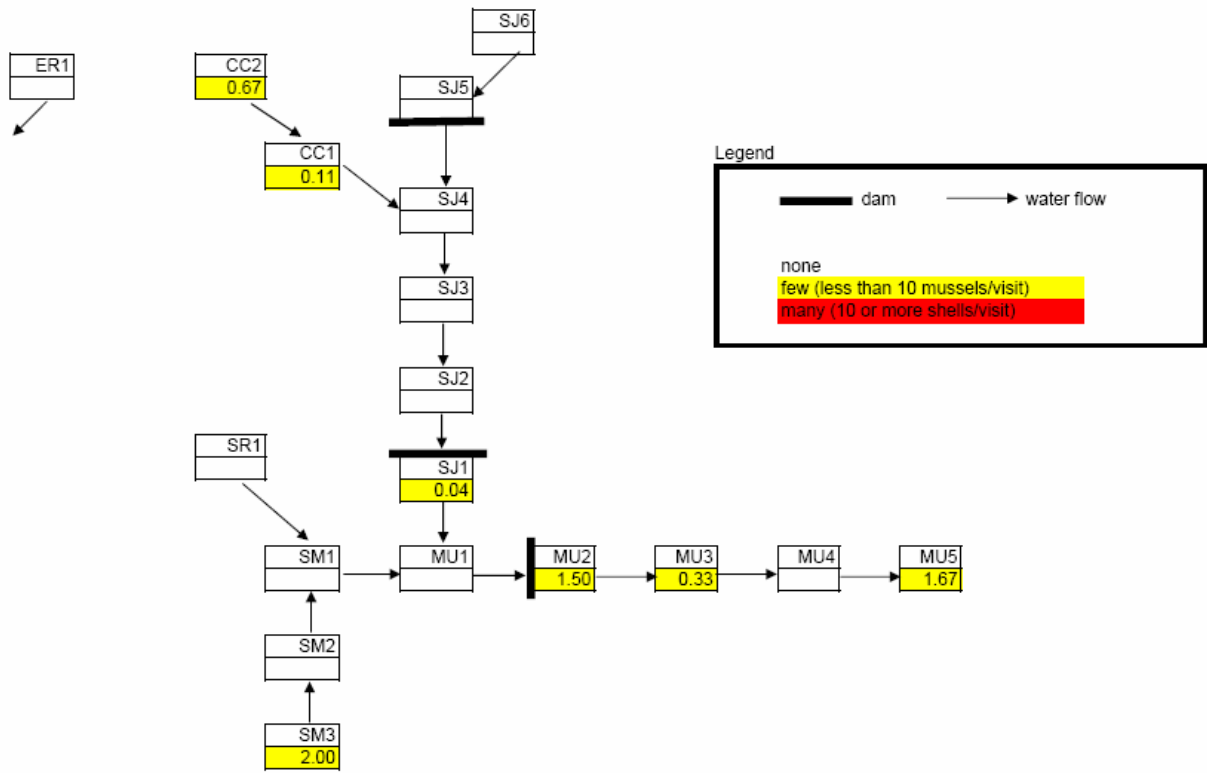 SJ6
ER1
CC2
0.67
SJ5
CC1
0.11
Legend
SJ4
dam
water flow
none
few (less than 10 mussels/visit)
many (10 or more shells/visit)
SJ3
SJ2
SR1
SJ1
0.04
SM1
MU1
MU2
1.50
MU3
0.33
MU4
MU5
1.67
SM2
SM3
2.00